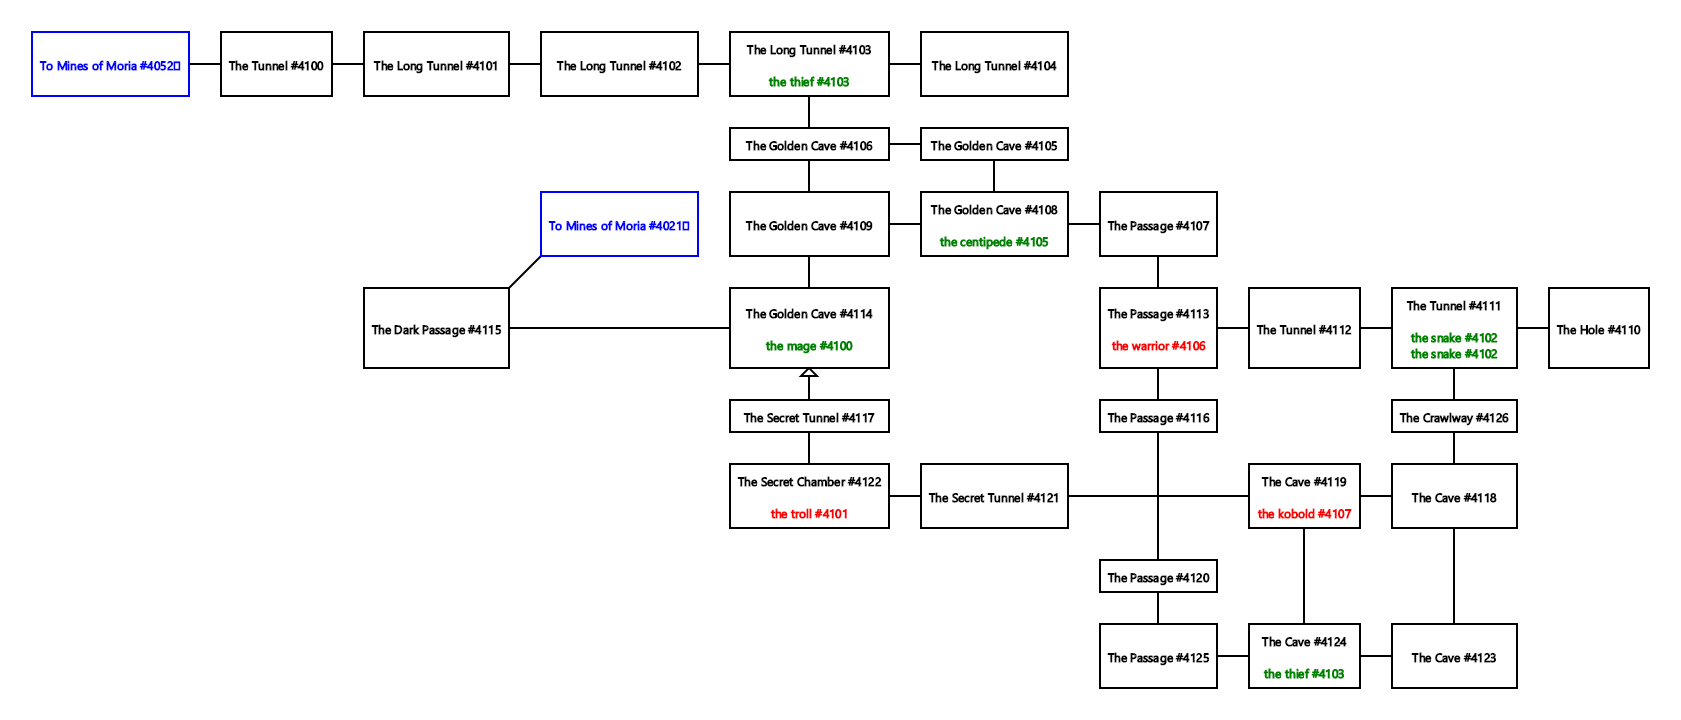 To Mines of Moria #4052
The Tunnel #4100
The Long Tunnel #4101
The Long Tunnel #4102
The Long Tunnel #4103
the thief #4103
The Long Tunnel #4104
The Golden Cave #4106
The Golden Cave #4105
To Mines of Moria #4021
The Golden Cave #4109
The Golden Cave #4108
the centipede #4105
The Passage #4107
The Dark Passage #4115
The Golden Cave #4114
the mage #4100
The Passage #4113
the warrior #4106
The Tunnel #4112
The Tunnel #4111
the snake #4102
the snake #4102
The Hole #4110
The Secret Tunnel #4117
The Passage #4116
The Crawlway #4126
The Secret Chamber #4122
the troll #4101
The Secret Tunnel #4121
The Cave #4119
the kobold #4107
The Cave #4118
The Passage #4120
The Passage #4125
The Cave #4124
the thief #4103
The Cave #4123